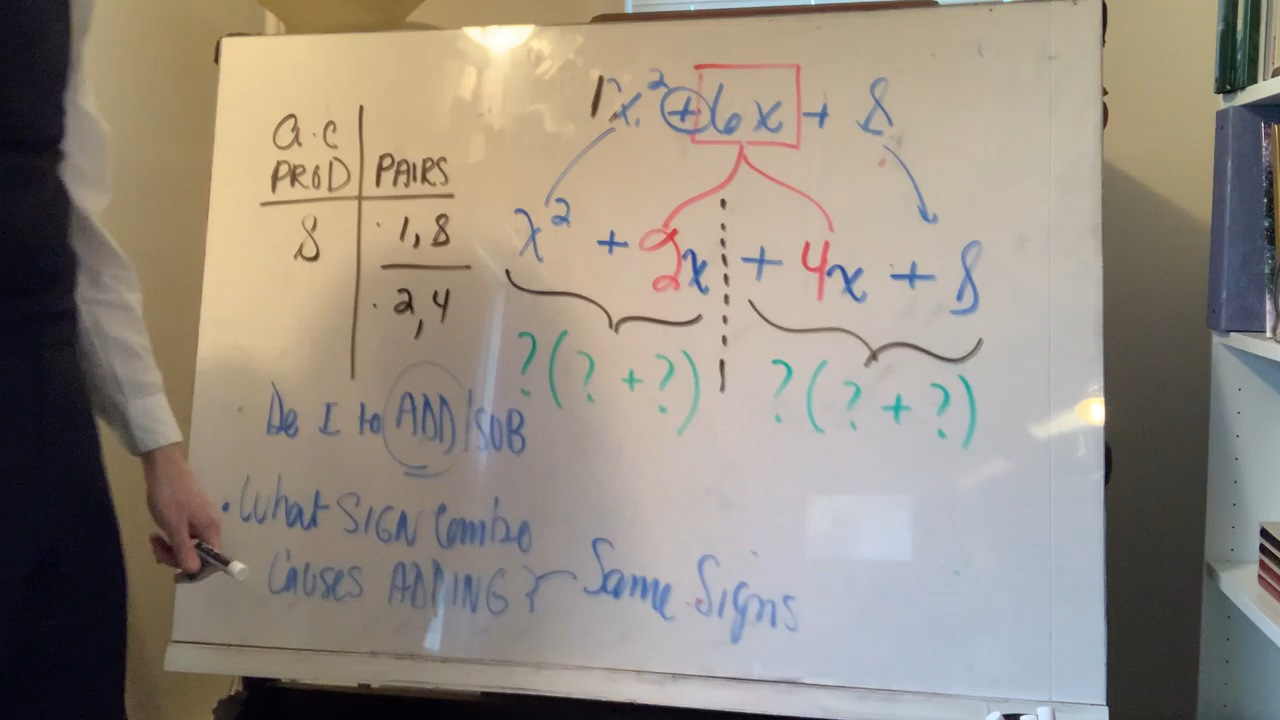 a.c
PROD
PAIRS
8
1, 8
2, 4
1x² + 6x + 8
x² + 2x + 4x + 8
?(? + ?)
?(? + ?)
Do I to ADD/SUB
• What SIGN Combo
Causes ADDING } Same Signs